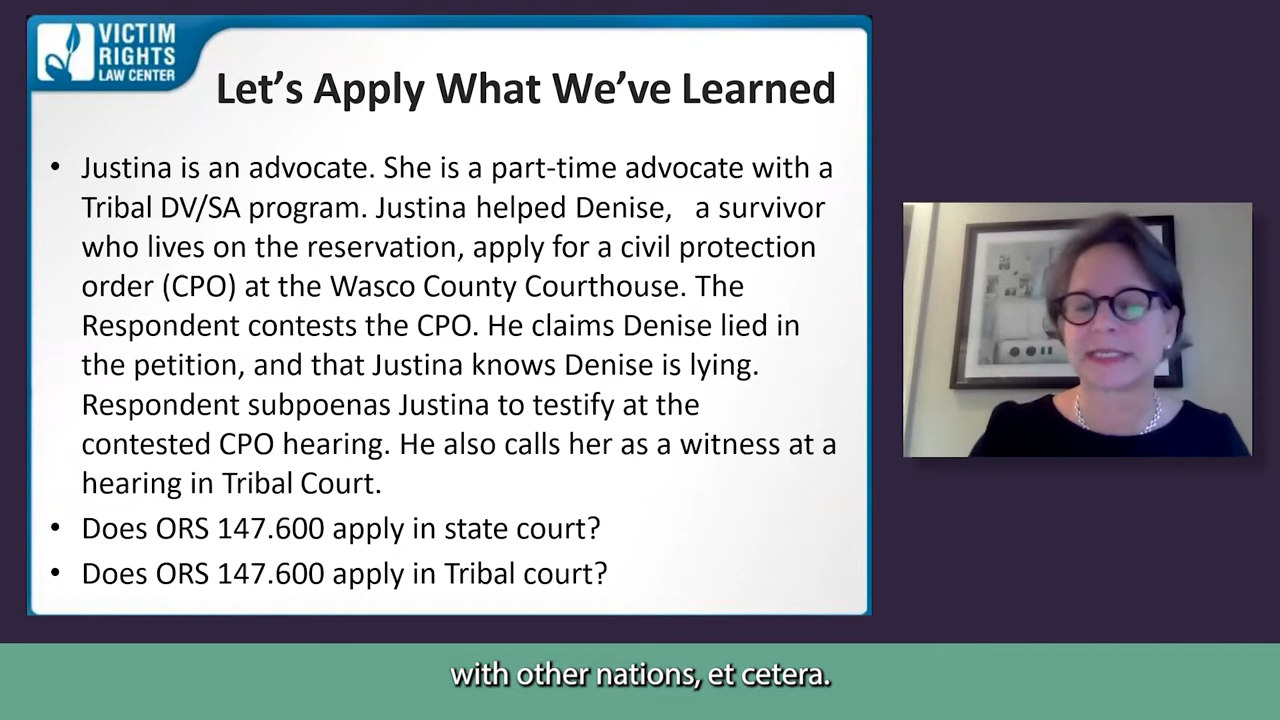 VICTIM
RIGHTS
LAW CENTER
Let's Apply What We've Learned
• Justina is an advocate. She is a part-time advocate with a
Tribal DV/SA program. Justina helped Denise, a survivor
who lives on the reservation, apply for a civil protection
order (CPO) at the Wasco County Courthouse. The
Respondent contests the CPO. He claims Denise lied in
the petition, and that Justina knows Denise is lying.
Respondent subpoenas Justina to testify at the
contested CPO hearing. He also calls her as a witness at a
hearing in Tribal Court.
• Does ORS 147.600 apply in state court?
• Does ORS 147.600 apply in Tribal court?
with other nations, et cetera.